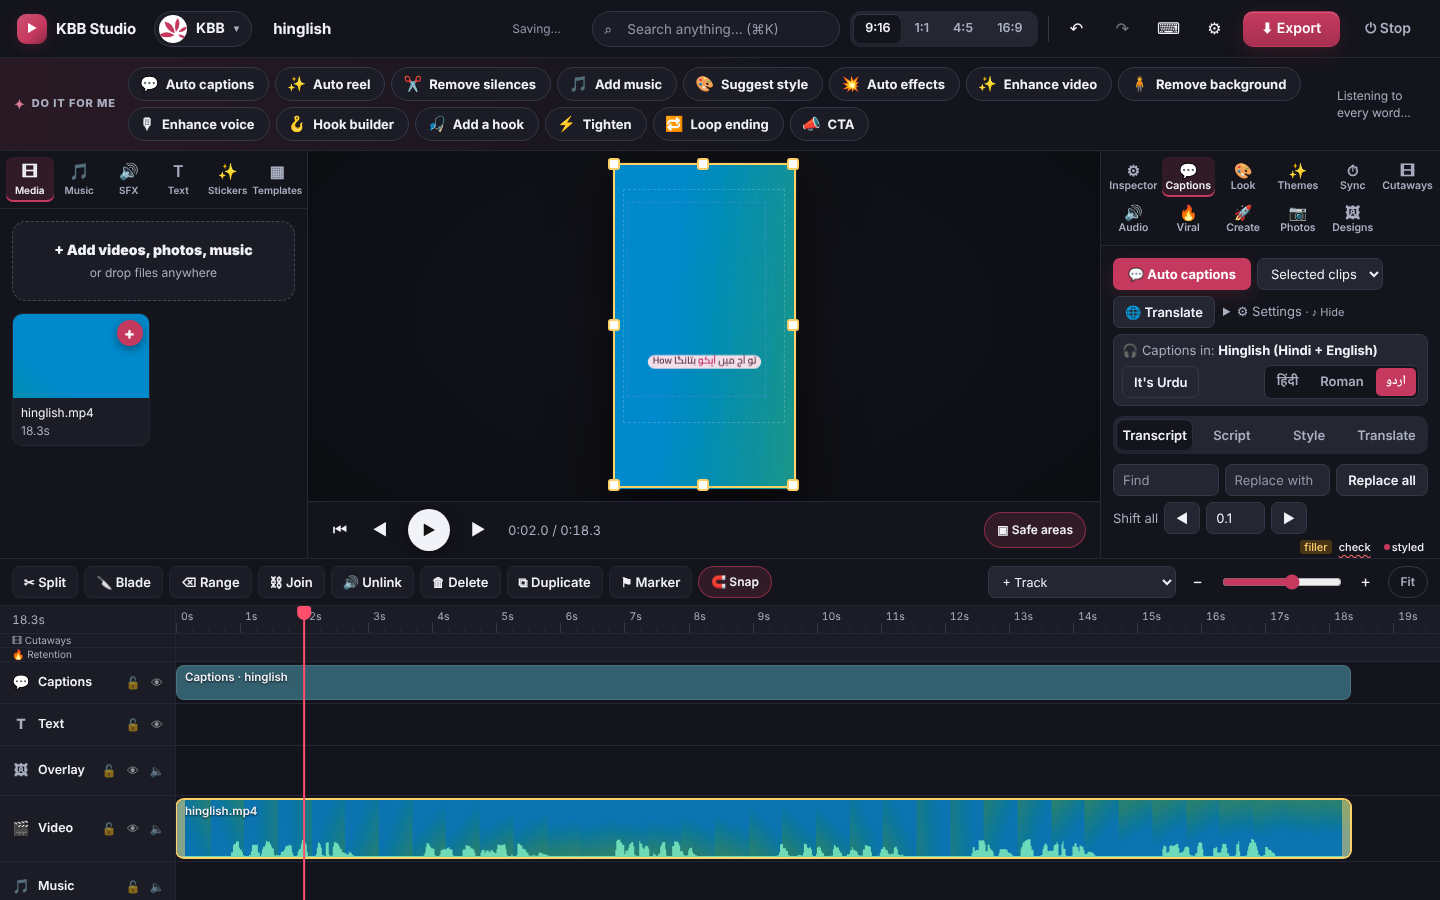 KBB Studio
KBB
hinglish
Saving...
Search anything... (⌘K)
9:16 1:1 4:5 16:9
Export
Stop
DO IT FOR ME
Auto captions
Auto reel
Remove silences
Add music
Suggest style
Auto effects
Enhance video
Remove background
Enhance voice
Hook builder
Add a hook
Tighten
Loop ending
CTA
Listening to
every word...
Media
Music
SFX
Text
Stickers
Templates
+ Add videos, photos, music
or drop files anywhere
hinglish.mp4
18.3s
تو آج میں آپکو بتانگا How
0:02.0 / 0:18.3
Safe areas
Inspector
Captions
Look
Themes
Sync
Cutaways
Audio
Viral
Create
Photos
Designs
Auto captions
Selected clips
Translate
Settings · ♪ Hide
Captions in: Hinglish (Hindi + English)
It's Urdu
हिंदी
Roman
اردو
Transcript
Script
Style
Translate
Find
Replace with
Replace all
Shift all
0.1
filler
check
styled
Split
Blade
Range
Join
Unlink
Delete
Duplicate
Marker
Snap
+ Track
− + Fit
18.3s
0s 1s 2s 3s 4s 5s 6s 7s 8s 9s 10s 11s 12s 13s 14s 15s 16s 17s 18s 19s
Cutaways
Retention
Captions
Captions · hinglish
Text
Overlay
Video
hinglish.mp4
Music